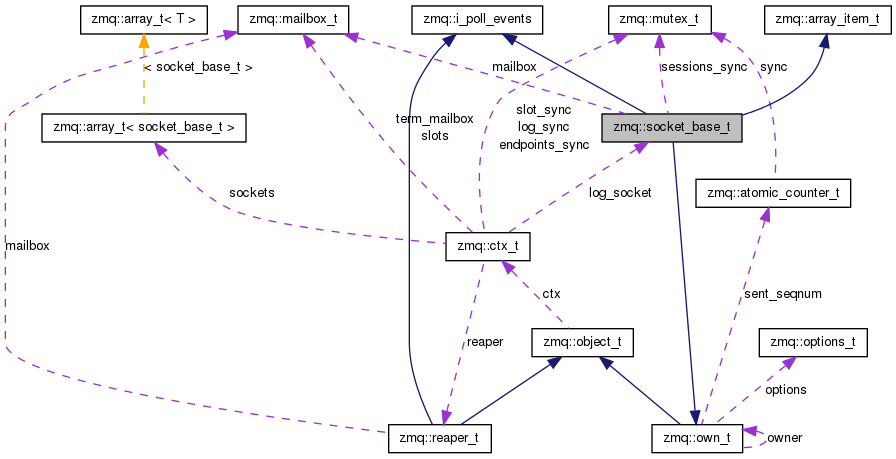 zmq::array_t< T >
zmq::mailbox_t
zmq::i_poll_events
zmq::mutex_t
zmq::array_item_t
< socket_base_t >
mailbox
sessions_sync
sync
term_mailbox
slots
slot_sync
log_sync
endpoints_sync
zmq::array_t< socket_base_t >
zmq::socket_base_t
sockets
log_socket
zmq::atomic_counter_t
mailbox
zmq::ctx_t
ctx
sent_seqnum
reaper
zmq::object_t
zmq::options_t
options
zmq::reaper_t
zmq::own_t
owner